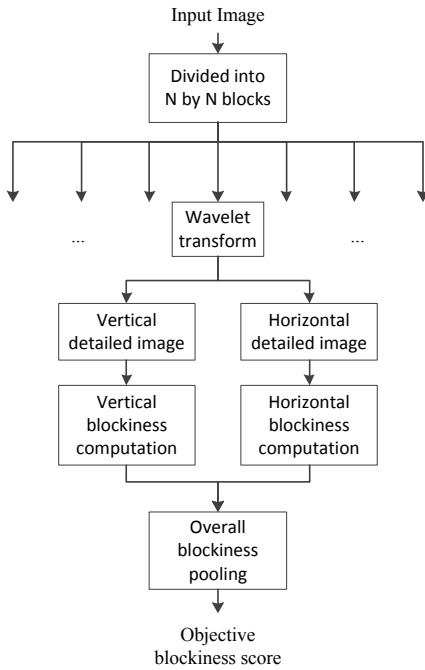 Input Image
Divided into
N by N blocks
Wavelet
transform
...
...
Vertical
detailed image
Horizontal
detailed image
Vertical
blockiness
computation
Horizontal
blockiness
computation
Overall
blockiness
pooling
Objective
blockiness score